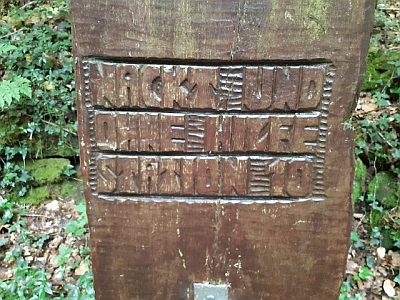 NACKT UND
OHNE HILFE
STATION 10